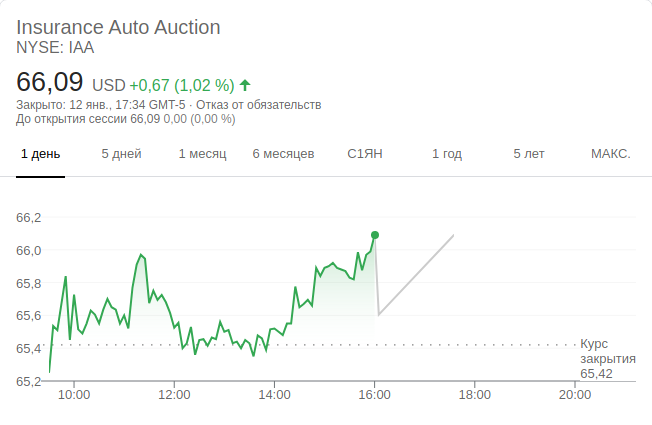 Insurance Auto Auction
NYSE: IAA
66,09 USD +0,67 (1,02 %)
Закрыто: 12 янв., 17:34 GMT-5 · Отказ от обязательств
До открытия сессии 66,09 0,00 (0,00 %)
1 день 5 дней 1 месяц 6 месяцев С1ЯН 1 год 5 лет МАКС.
66,2
66,0
65,8
65,6
65,4
65,2
Курс
закрытия
65,42
10:00 12:00 14:00 16:00 18:00 20:00